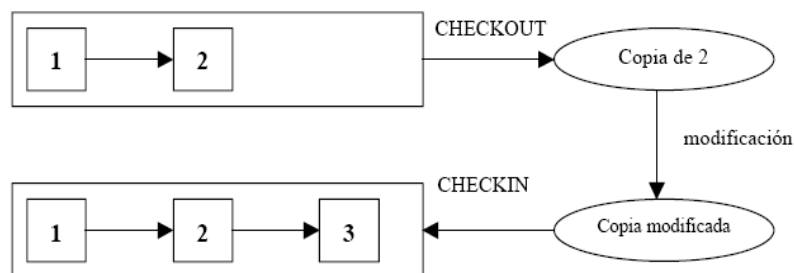 CHECKOUT
1 2 Copia de 2
modificación
CHECKIN
1 2 3 Copia modificada